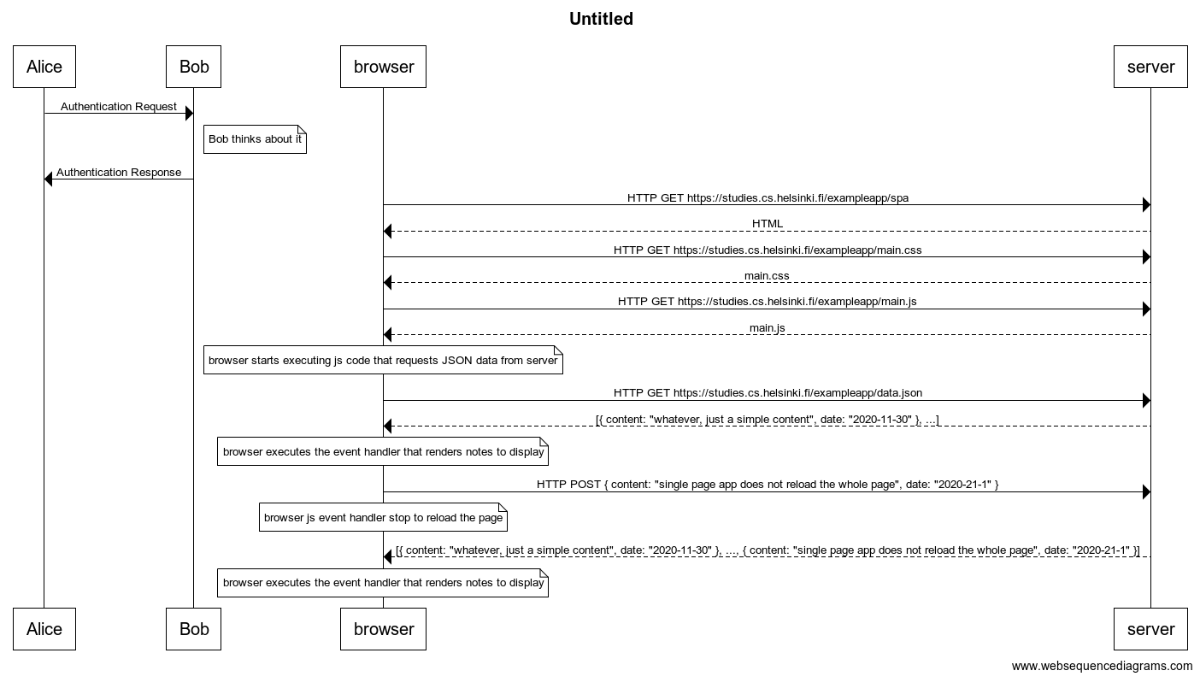 Untitled
Alice
Bob
browser
server
Authentication Request
Bob thinks about it
Authentication Response
HTTP GET https://studies.cs.helsinki.fi/exampleapp/spa
HTML
HTTP GET https://studies.cs.helsinki.fi/exampleapp/main.css
main.css
HTTP GET https://studies.cs.helsinki.fi/exampleapp/main.js
main.js
browser starts executing js code that requests JSON data from server
HTTP GET https://studies.cs.helsinki.fi/exampleapp/data.json
[{ content: "whatever, just a simple content", date: "2020-11-30" }, ...]
browser executes the event handler that renders notes to display
HTTP POST { content: "single page app does not reload the whole page", date: "2020-21-1" }
browser js event handler stop to reload the page
[{ content: "whatever, just a simple content", date: "2020-11-30" }, ..., { content: "single page app does not reload the whole page", date: "2020-21-1" }]
browser executes the event handler that renders notes to display
Alice
Bob
browser
server
www.websequencediagrams.com